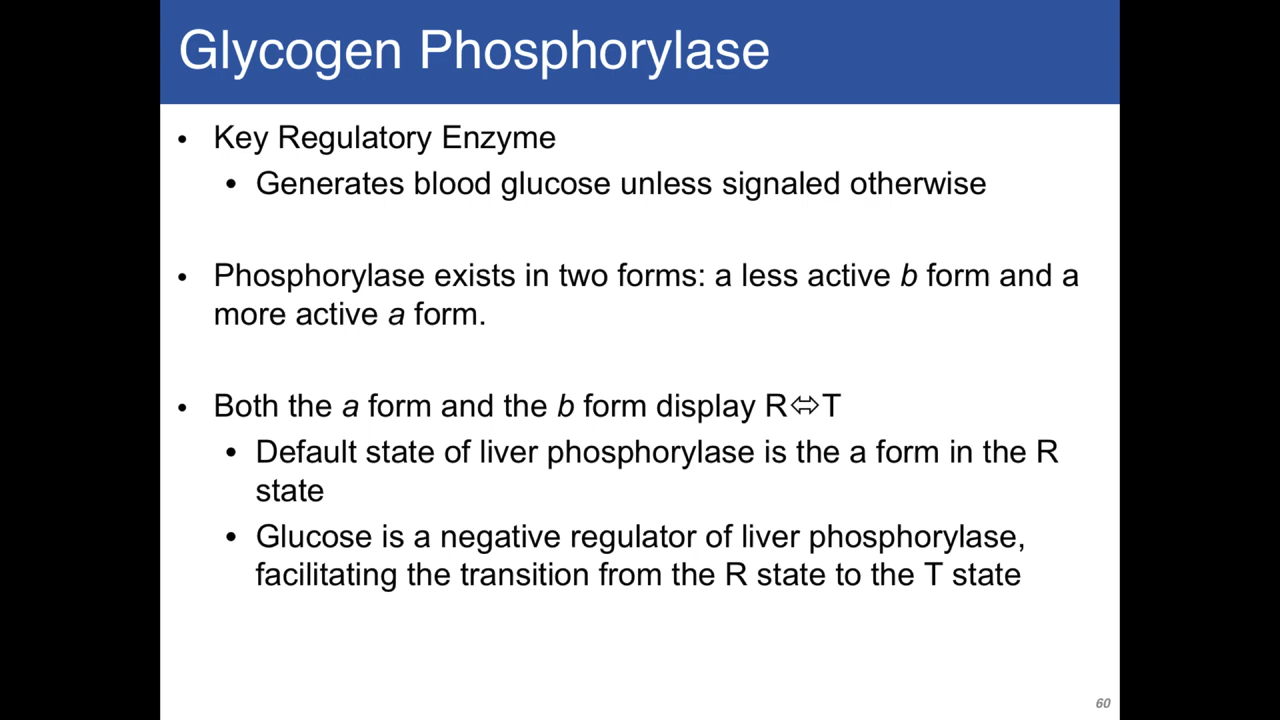 Glycogen Phosphorylase
• Key Regulatory Enzyme
• Generates blood glucose unless signaled otherwise
• Phosphorylase exists in two forms: a less active b form and a
more active a form.
• Both the a form and the b form display R⬄T
• Default state of liver phosphorylase is the a form in the R
state
• Glucose is a negative regulator of liver phosphorylase,
facilitating the transition from the R state to the T state
60